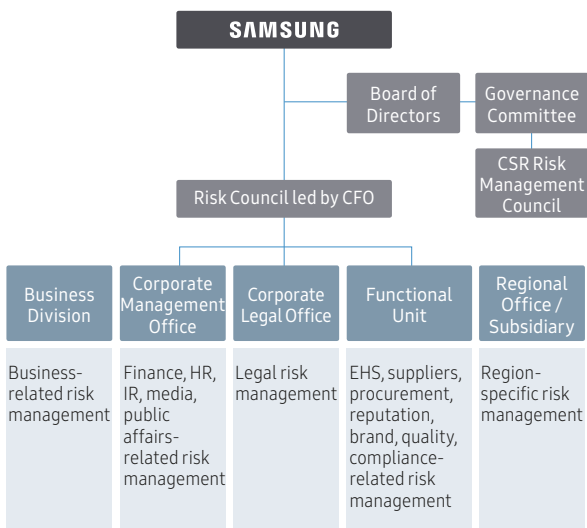 SAMSUNG
Board of
Directors
Governance
Committee
CSR Risk
Management
Council
Risk Council led by CFO
Business
Division
Corporate
Management
Office
Corporate
Legal Office
Functional
Unit
Regional
Office /
Subsidiary
Business-
related risk
management
Finance, HR,
IR, media,
public
affairs-
related risk
management
Legal risk
management
EHS, suppliers,
procurement,
reputation,
brand, quality,
compliance-
related risk
management
Region-
specific risk
management